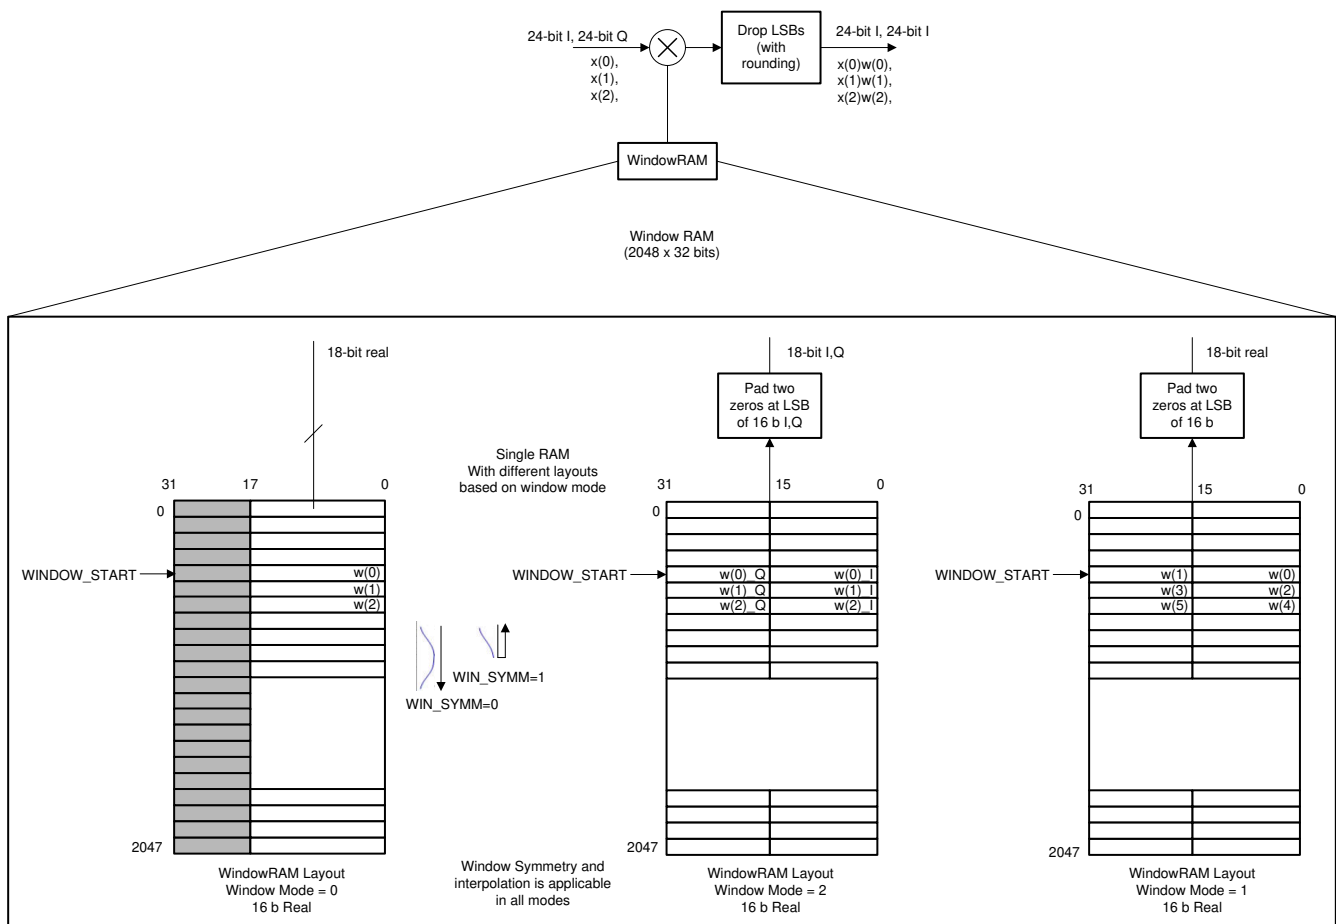 24-bit I, 24-bit Q
x(0),
x(1),
x(2),
Drop LSBs
(with
rounding)
24-bit I, 24-bit I
x(0)w(0),
x(1)w(1),
x(2)w(2),
WindowRAM
Window RAM
(2048 x 32 bits)
18-bit real
31
17
0
0
WINDOW_START
w(0)
w(1)
w(2)
2047
WindowRAM Layout
Window Mode = 0
16 b Real
Single RAM
With different layouts
based on window mode
WIN_SYMM=1
WIN_SYMM=0
Window Symmetry and
interpolation is applicable
in all modes
18-bit I,Q
Pad two
zeros at LSB
of 16 b I,Q
31
15
0
0
WINDOW_START
w(0)_Q
w(0)_I
w(1)_Q
w(1)_I
w(2)_Q
w(2)_I
2047
WindowRAM Layout
Window Mode = 2
16 b Real
18-bit real
Pad two
zeros at LSB
of 16 b
31
15
0
0
WINDOW_START
w(1)
w(0)
w(3)
w(2)
w(5)
w(4)
2047
WindowRAM Layout
Window Mode = 1
16 b Real